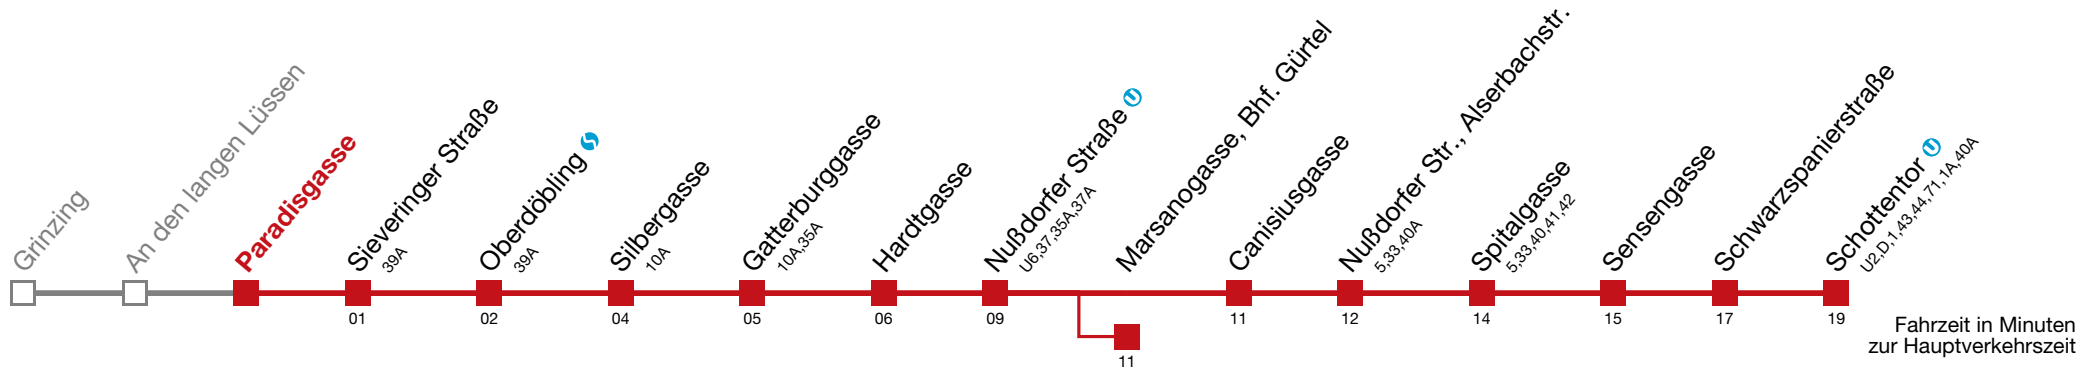 Grinzing
An den langen Lüssen
Paradisgasse
Sieveringer Straße
39A
01
Oberdöbling
39A
02
Silbergasse
10A
04
Gatterburggasse
10A,35A
05
Hardtgasse
06
Nußdorfer Straße U
U6,37,35A,37A
09
Marsanogasse, Bhf. Gürtel
11
Canisiusgasse
11
Nußdorfer Str., Alserbachstr.
5,33,40A
12
Spitalgasse
5,33,40,41,42
14
Sensengasse
15
Schwarzspanierstraße
17
Schottentor U
U2,D,1,43,44,71,1A,40A
19
Fahrzeit in Minuten
zur Hauptverkehrszeit